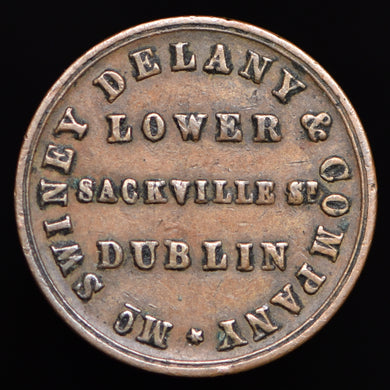 Mc SWINEY DELANY & COMPANY *
LOWER
SACKVILLE St
DUBLIN